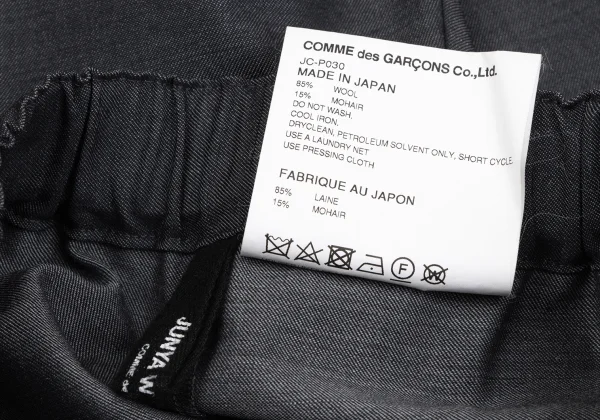 COMME des GARÇONS Co.,Ltd.
JC-P030
MADE IN JAPAN
85% WOOL
15% MOHAIR
DO NOT WASH.
COOL IRON.
DRYCLEAN, PETROLEUM SOLVENT ONLY, SHORT CYCLE.
USE A LAUNDRY NET
USE PRESSING CLOTH
FABRIQUE AU JAPON
85% LAINE
15% MOHAIR
F
W
JUNYA W
COMME de